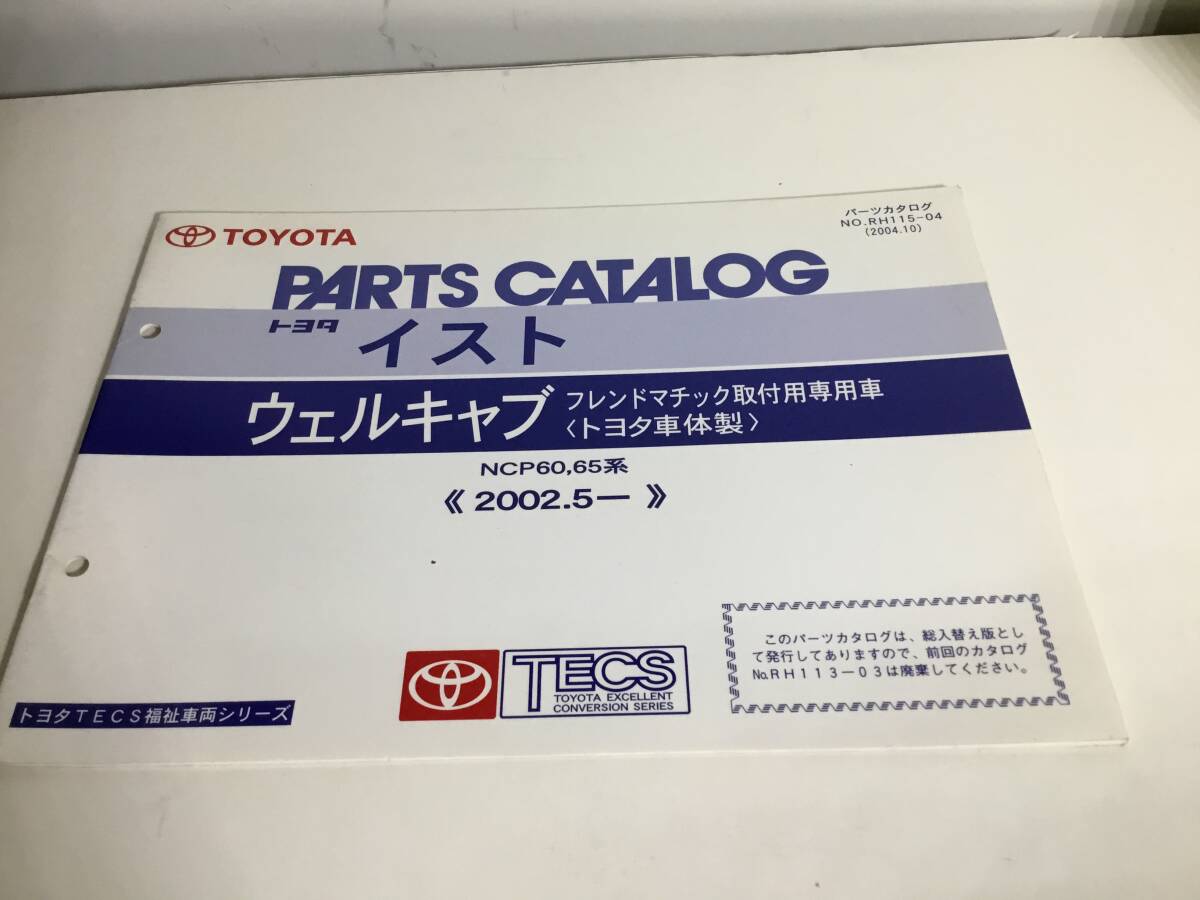 TOYOTA
パーツカタログ
NO.RH115-04
(2004.10)
PARTS CATALOG
トヨタ イスト
ウェルキャブ フレンドマチック取付用専用車
〈トヨタ車体製〉
NCP60,65系
《 2002.5ー 》
このパーツカタログは、総入替え版とし
て発行してありますので、前回のカタログ
No.RH113-03は廃棄してください。
TECS
TOYOTA EXCELLENT
CONVERSION SERIES
トヨタTECS福祉車両シリーズ